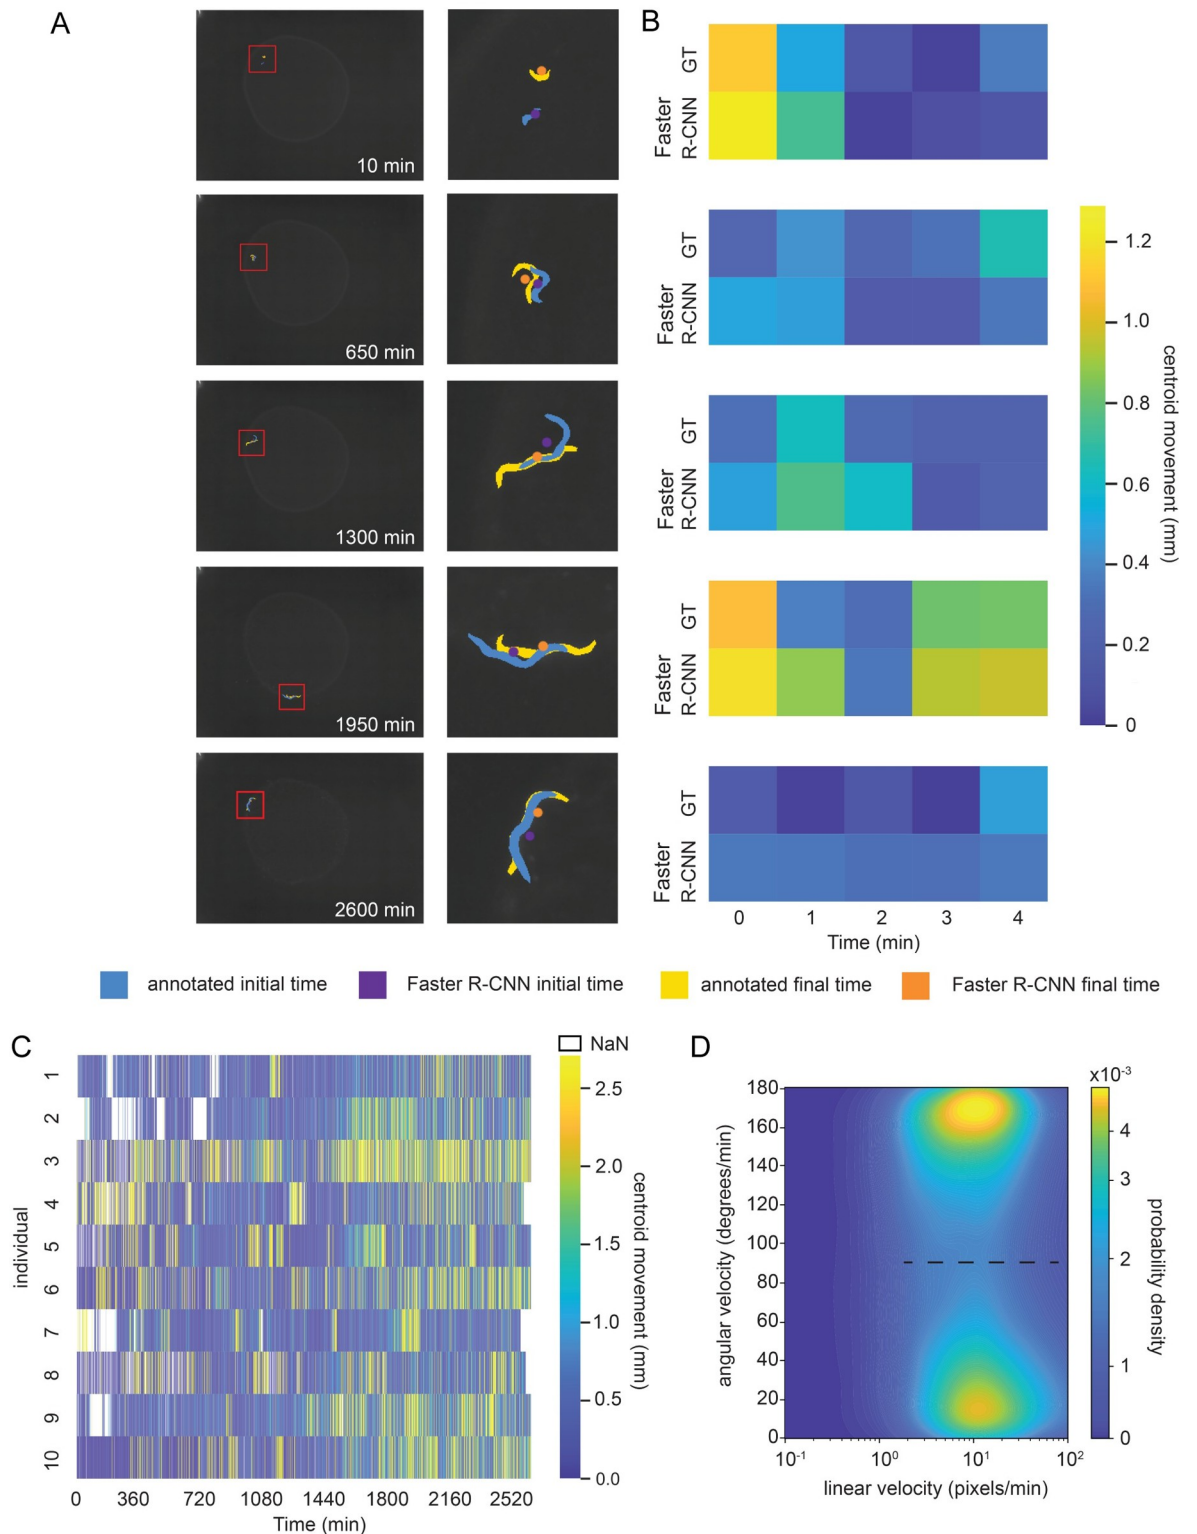 A
10 min
650 min
1300 min
1950 min
2600 min
B
GT
Faster
R-CNN
GT
Faster
R-CNN
GT
Faster
R-CNN
GT
Faster
R-CNN
GT
Faster
R-CNN
0 1 2 3 4
Time (min)
1.2
1.0
0.8
0.6
0.4
0.2
0
centroid movement (mm)
annotated initial time Faster R-CNN initial time annotated final time Faster R-CNN final time
C
NaN
individual
1
2
3
4
5
6
7
8
9
10
0 360 720 1080 1440 1800 2160 2520
Time (min)
2.5
2.0
1.5
1.0
0.5
0.0
centroid movement (mm)
D
angular velocity (degrees/min)
180
160
140
120
100
80
60
40
20
0
10⁻¹ 10⁰ 10¹ 10²
linear velocity (pixels/min)
x10⁻³
4
3
2
1
0
probability density